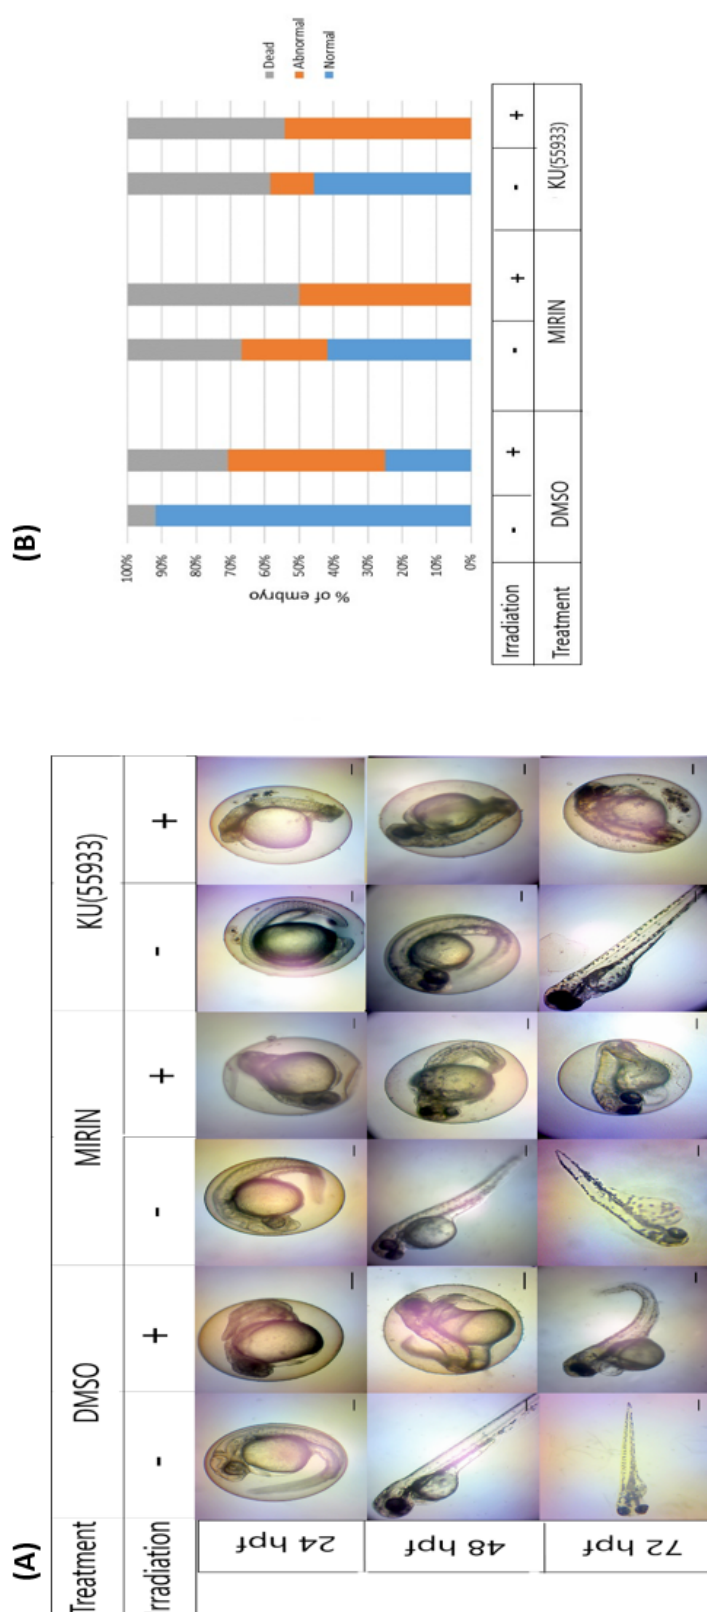 (A)
Treatment DMSO MIRIN KU(55933)
rradiation - + - + - +
24 hpf
48 hpf
72 hpf
(B)
100%
90%
80%
70%
60%
50%
40%
30%
20%
10%
0%
% of embryo
Dead
Abnormal
Normal
Irradiation - + - + - +
Treatment DMSO MIRIN KU(55933)